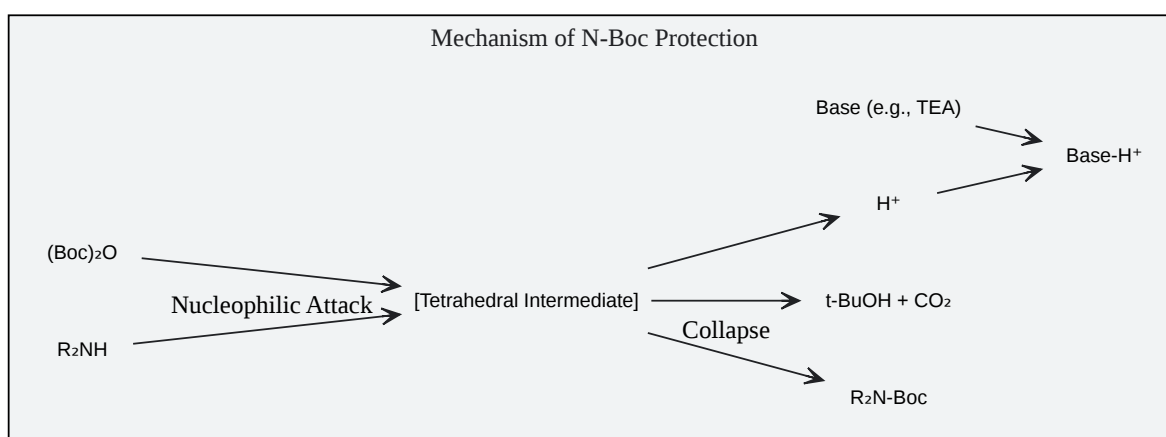 Mechanism of N-Boc Protection
Base (e.g., TEA)
Base-H⁺
H⁺
(Boc)₂O
Nucleophilic Attack
[Tetrahedral Intermediate]
t-BuOH + CO₂
Collapse
R₂NH
R₂N-Boc